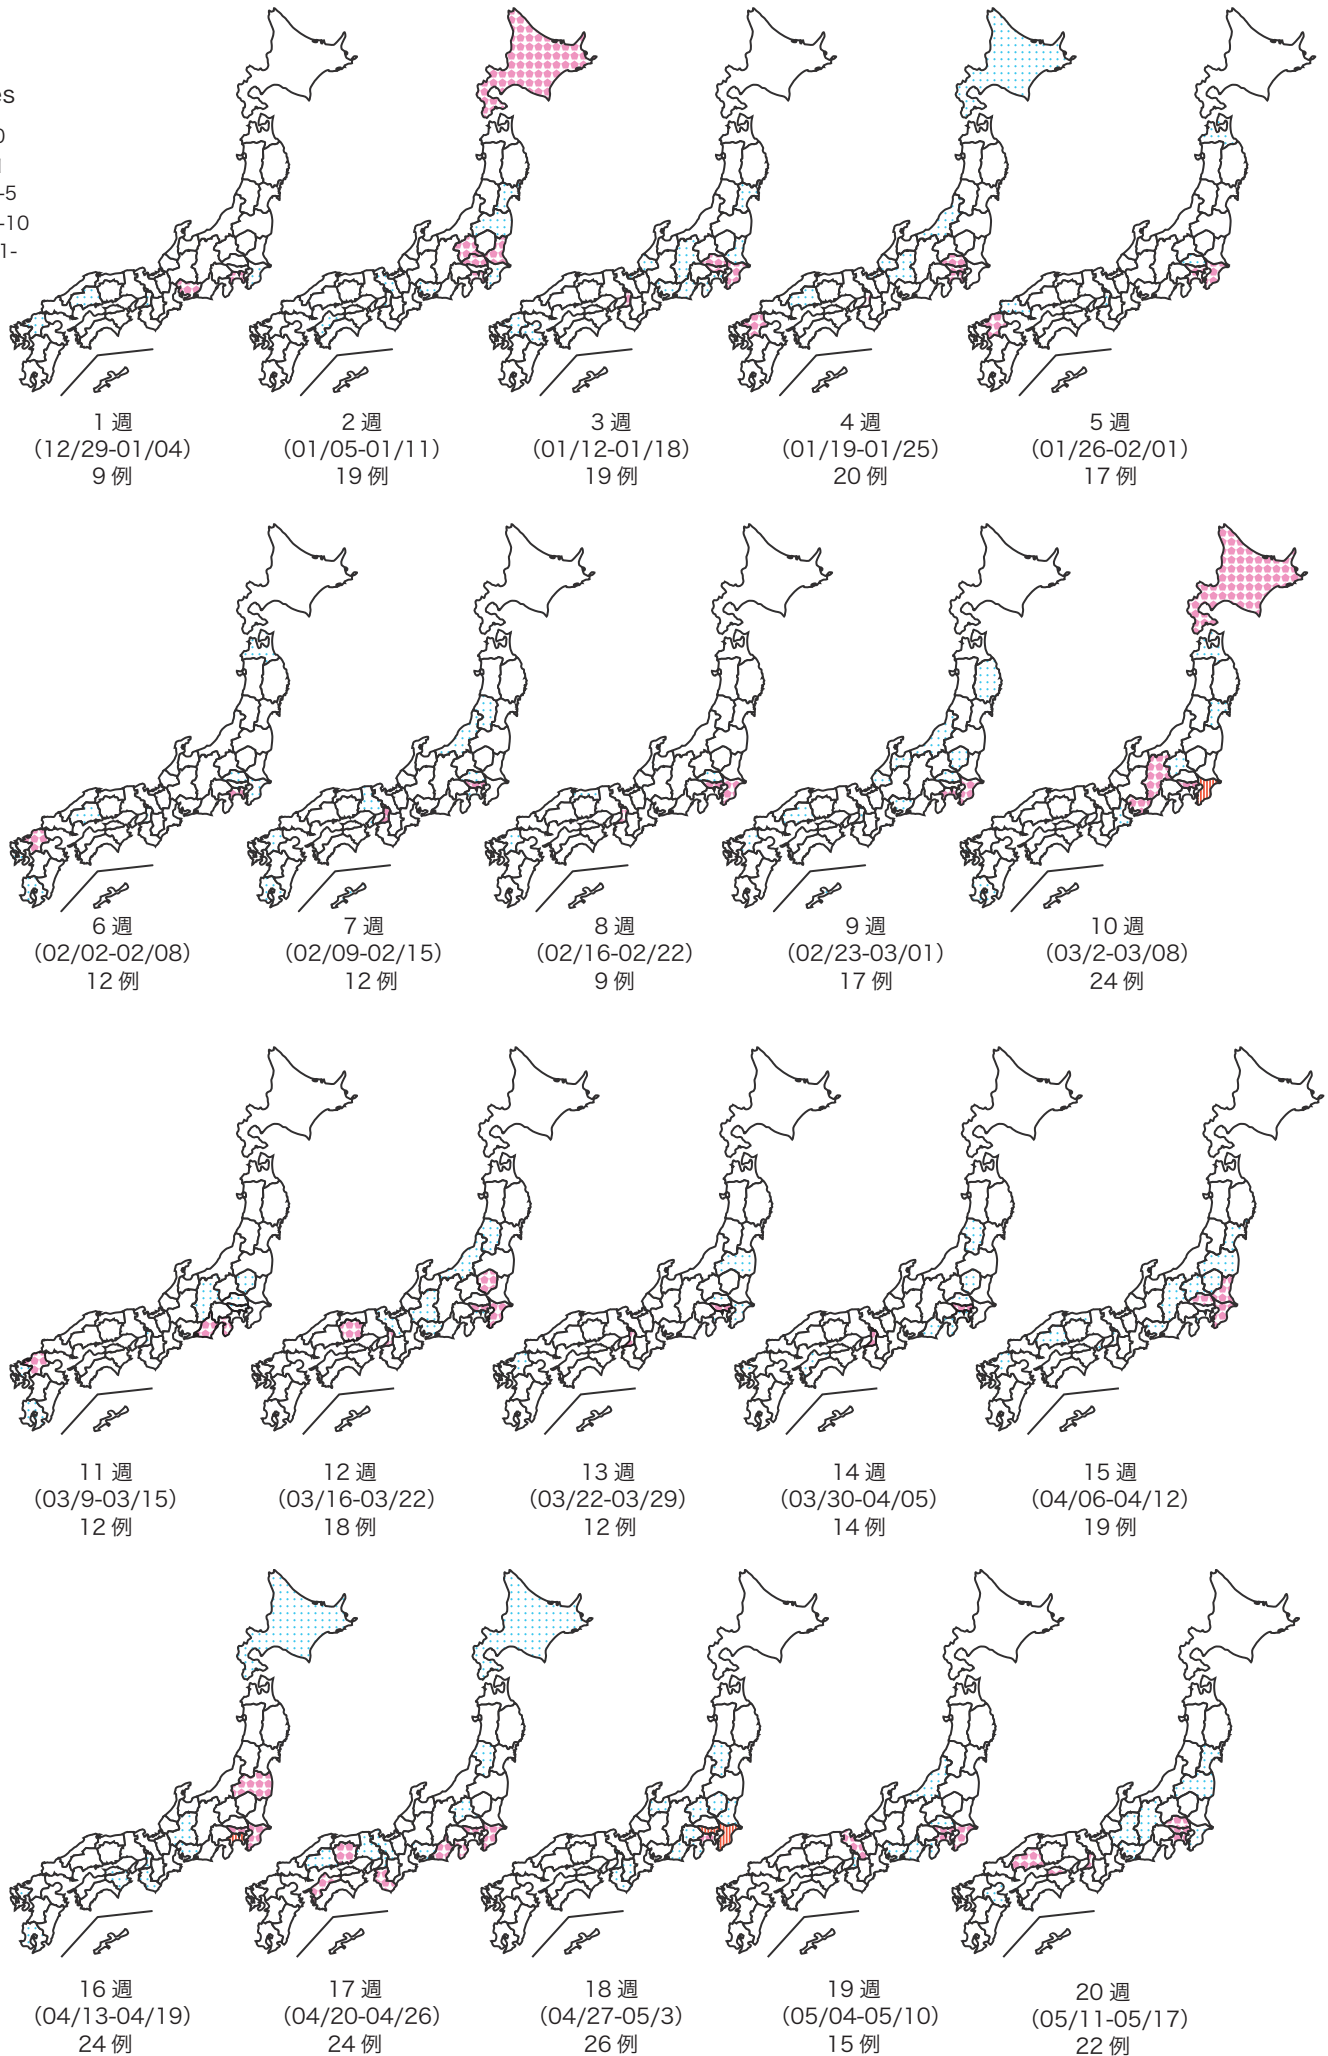 es
0
1
-5
-10
1-
1 週
（12/29-01/04）
9 例
2 週
（01/05-01/11）
19 例
3 週
（01/12-01/18）
19 例
4 週
（01/19-01/25）
20 例
5 週
（01/26-02/01）
17 例
6 週
（02/02-02/08）
12 例
7 週
（02/09-02/15）
12 例
8 週
（02/16-02/22）
9 例
9 週
（02/23-03/01）
17 例
10 週
（03/2-03/08）
24 例
11 週
（03/9-03/15）
12 例
12 週
（03/16-03/22）
18 例
13 週
（03/22-03/29）
12 例
14 週
（03/30-04/05）
14 例
15 週
（04/06-04/12）
19 例
16 週
（04/13-04/19）
24 例
17 週
（04/20-04/26）
24 例
18 週
（04/27-05/3）
26 例
19 週
（05/04-05/10）
15 例
20 週
（05/11-05/17）
22 例